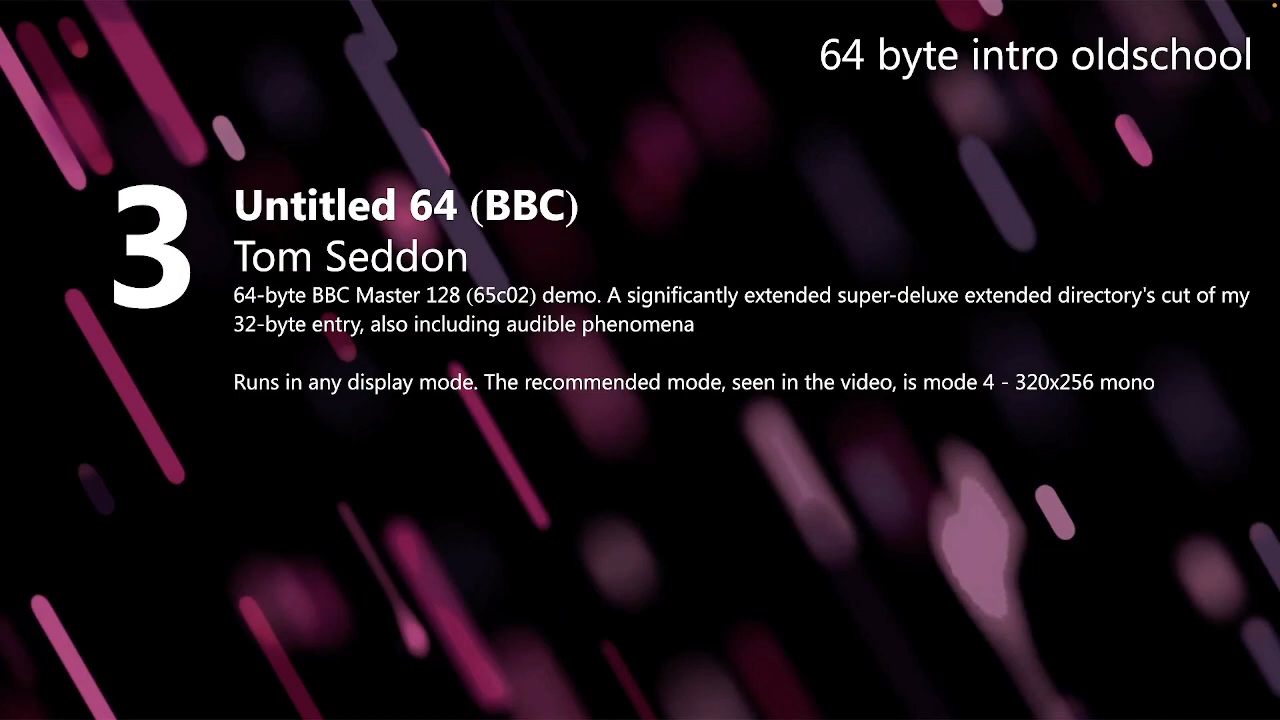 64 byte intro oldschool
3
Untitled 64 (BBC)
Tom Seddon
64-byte BBC Master 128 (65c02) demo. A significantly extended super-deluxe extended directory's cut of my
32-byte entry, also including audible phenomena
Runs in any display mode. The recommended mode, seen in the video, is mode 4 - 320x256 mono